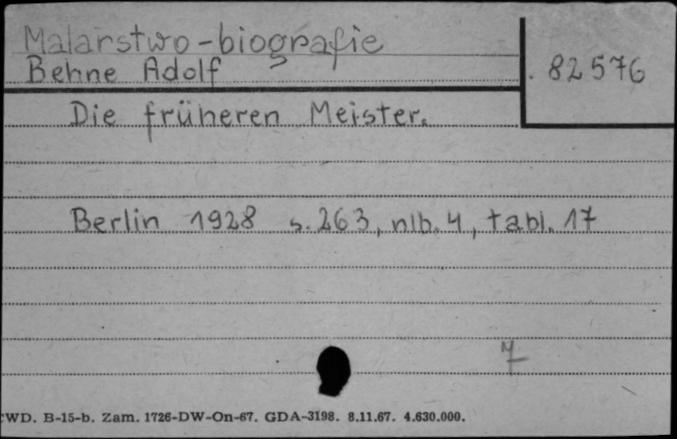 Malarstwo-biografie
Behne Adolf
82576
Die früheren Meister.
Berlin 1928 s. 263, nlb. 4, tabl. 17
7
WD. B-15-b. Zam. 1726-DW-On-67. GDA-3198. 8.11.67. 4.630.000.